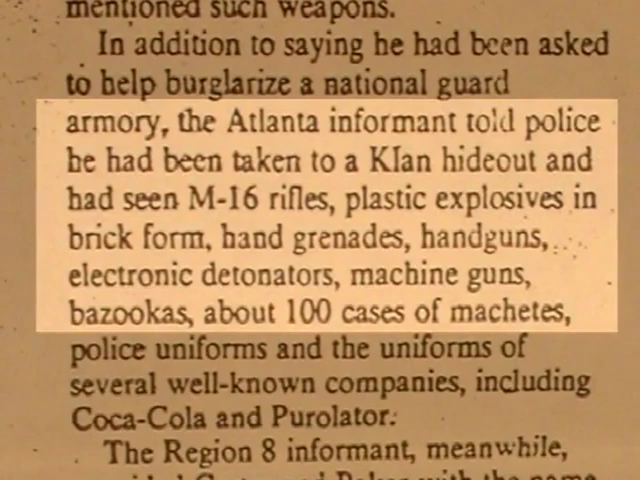 mentioned such weapons.
In addition to saying he had been asked
to help burglarize a national guard
armory, the Atlanta informant told police
he had been taken to a Klan hideout and
had seen M-16 rifles, plastic explosives in
brick form, hand grenades, handguns,
electronic detonators, machine guns,
bazookas, about 100 cases of machetes,
police uniforms and the uniforms of
several well-known companies, including
Coca-Cola and Purolator.
The Region 8 informant, meanwhile,
with the name